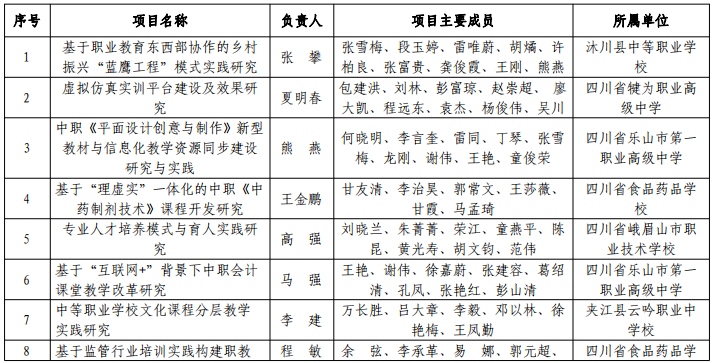 序号 项目名称 负责人 项目主要成员 所属单位
1 基于职业教育东西部协作的乡村振兴“蓝鹰工程”模式实践研究 张 攀 张雪梅、段玉婷、雷唯蔚、胡燏、许柏良、张富贵、龚俊霞、王刚、熊燕 沐川县中等职业学校
2 虚拟仿真实训平台建设及效果研究 夏明春 包建洪、刘林、彭富琼、赵崇超、 廖大凯、程远东、袁杰、杨俊伟、吴川 四川省犍为职业高级中学
3 中职《平面设计创意与制作》新型教材与信息化教学资源同步建设研究与实践 熊 燕 何晓明、李言奎、雷同、丁琴、张雪梅、龙刚、谢伟、王艳、童俊荣 四川省乐山市第一职业高级中学
4 基于“理虚实”一体化的中职《中药制剂技术》课程开发研究 王金鹏 甘友清、李治昊、郭常文、王莎薇、甘霞、马孟琦 四川省食品药品学校
5 专业人才培养模式与育人实践研究 高 强 刘晓兰、朱菁菁、荣江、童燕平、陈昆、黄光寿、胡文钧、范伟 四川省峨眉山市职业技术学校
6 基于“互联网+”背景下中职会计课堂教学改革研究 马 强 王艳、谢伟、徐嘉蔚、张建容、葛绍清、孔凤、张艳红、彭山清 四川省乐山市第一职业高级中学
7 中等职业学校文化课程分层教学实践研究 李 建 万长胜、吕大章、李毅、邓以林、徐艳梅、王凤勤 夹江县云吟职业中学校
8 基于监管行业培训实践构建职教 程 敏 余 弦、李承革、易 娜、郭元超、 四川省食品药品学